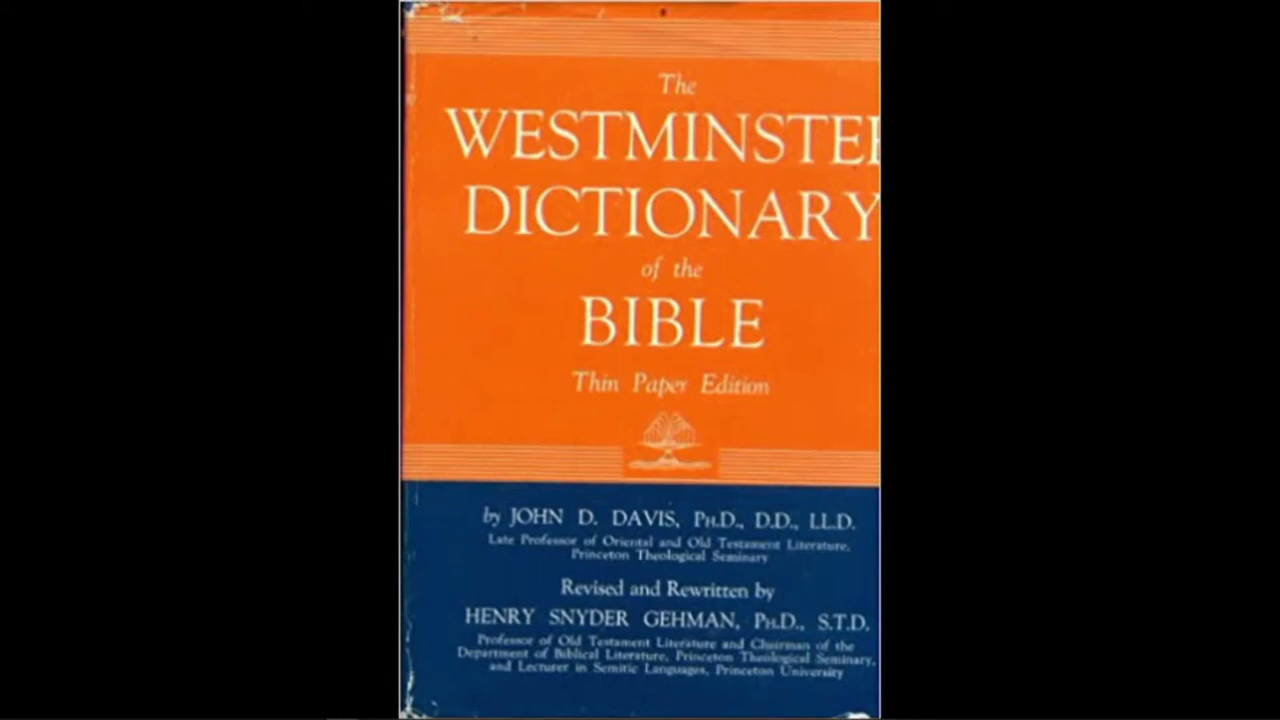 The
WESTMINSTE
DICTIONARY
of the
BIBLE
Thin Paper Edition
by JOHN D. DAVIS, PH.D., D.D., LL.D.
Late Professor of Oriental and Old Testament Literature,
Princeton Theological Seminary
Revised and Rewritten by
HENRY SNYDER GEHMAN, PH.D., S.T.D.
Professor of Old Testament Literature and Chairman of the
Department of Biblical Literature, Princeton Theological Seminary,
and Lecturer in Semitic Languages, Princeton University